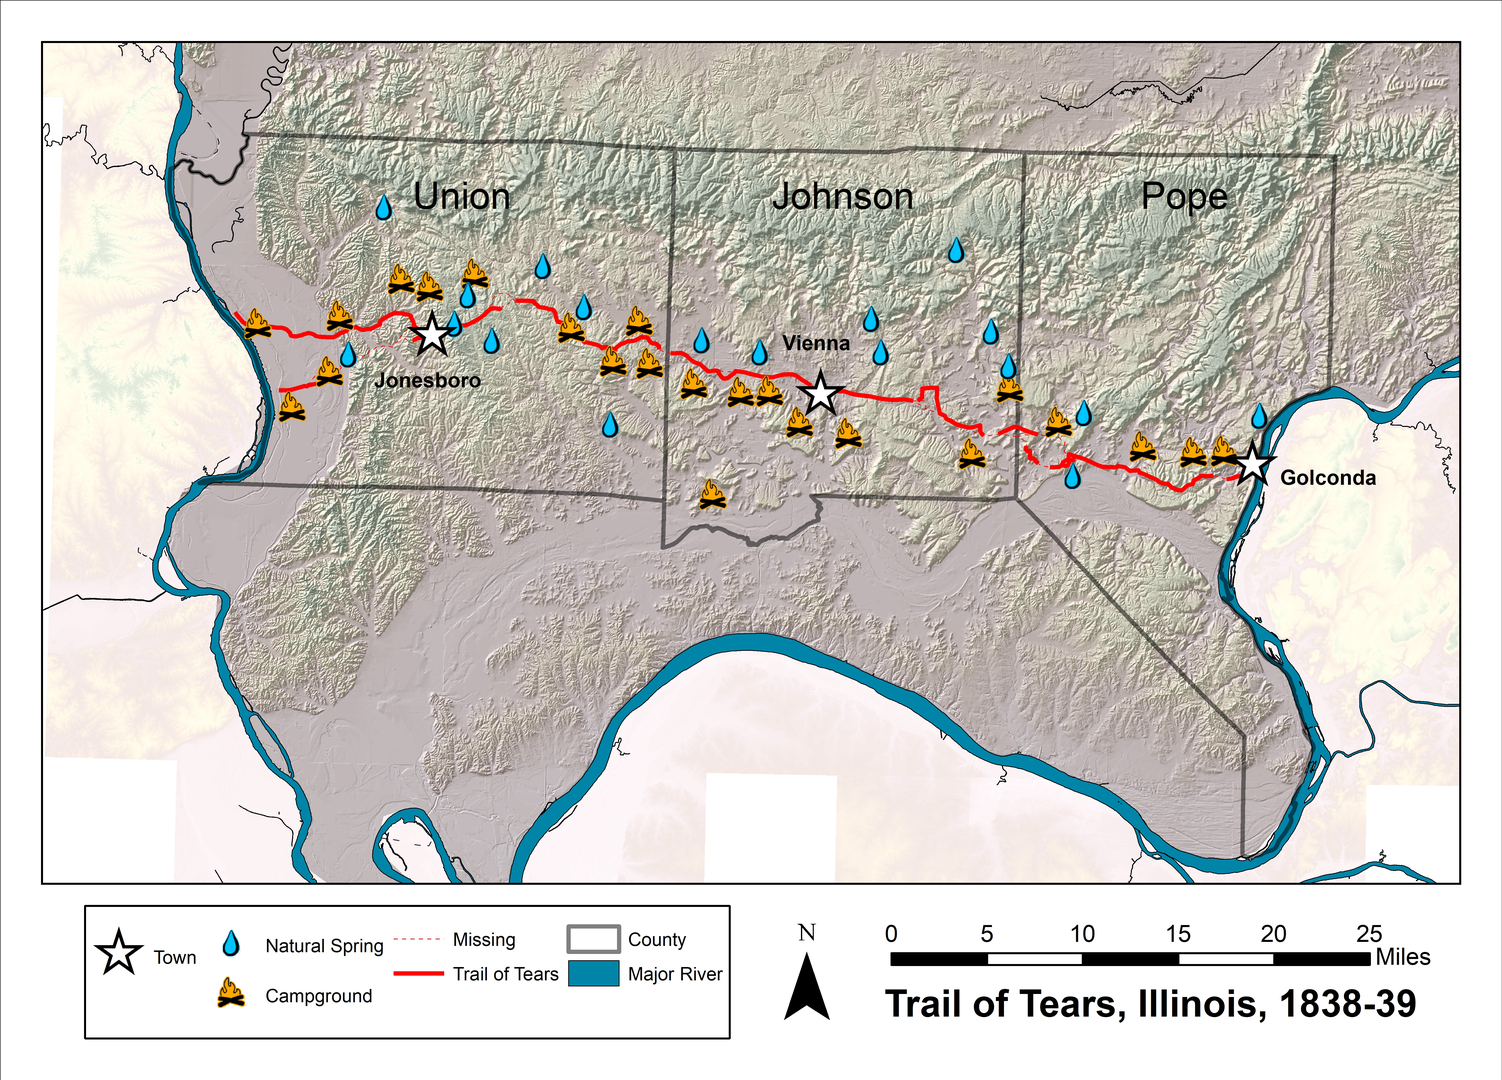 Union
Johnson
Pope
Vienna
Jonesboro
Golconda
Town
Natural Spring
Campground
Missing
Trail of Tears
County
Major River
N
0 5 10 15 20 25
Miles
Trail of Tears, Illinois, 1838-39